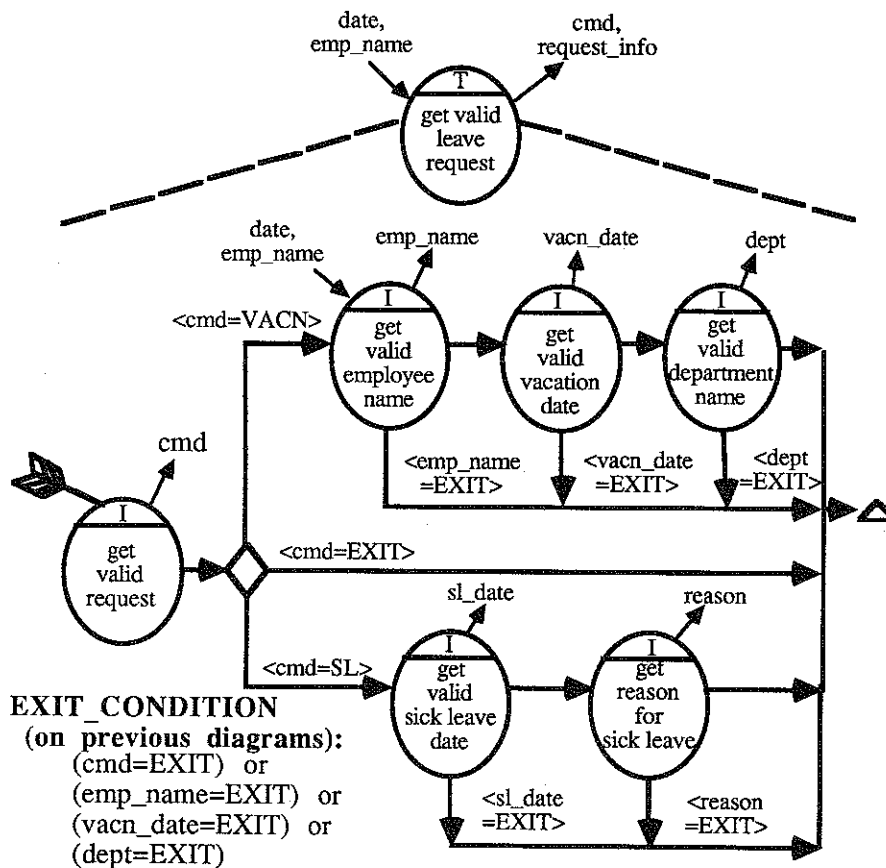 date,
emp_name
cmd,
request_info
T
get valid
leave
request
date,
emp_name
emp_name
vacn_date
dept
<cmd=VACN>
I
get
valid
employee
name
I
get
valid
vacation
date
I
get
valid
department
name
<emp_name
=EXIT>
<vacn_date
=EXIT>
<dept
=EXIT>
cmd
I
get
valid
request
<cmd=EXIT>
sl_date
reason
<cmd=SL>
I
get
valid
sick leave
date
I
get
reason
for
sick leave
<sl_date
=EXIT>
<reason
=EXIT>
EXIT_CONDITION
(on previous diagrams):
(cmd=EXIT) or
(emp_name=EXIT) or
(vacn_date=EXIT) or
(dept=EXIT)